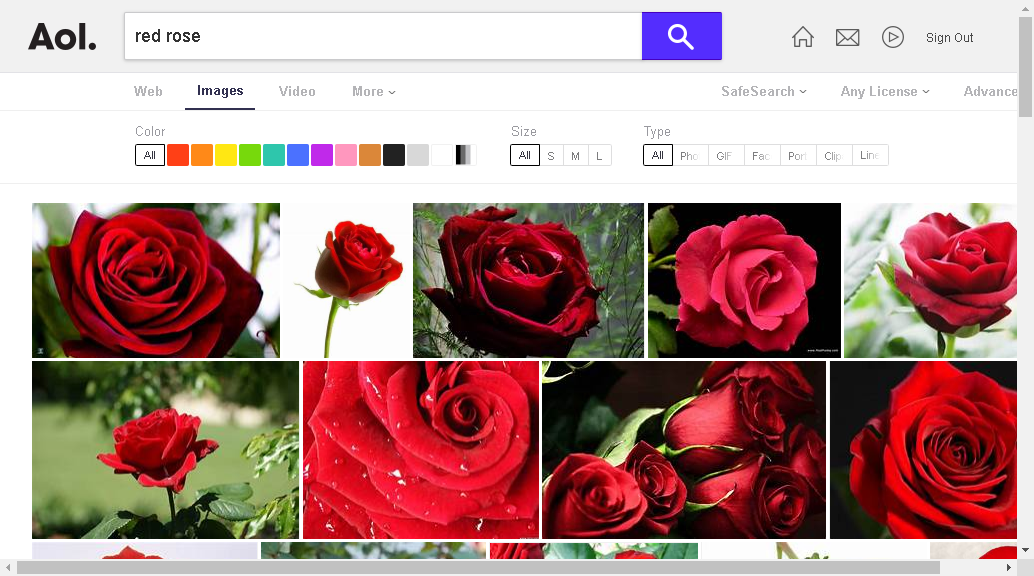 Aol.
red rose
Sign Out
Web Images Video More SafeSearch Any License Advance
Color Size Type
All All S M L All Pho GIF Fac Por Clip Line